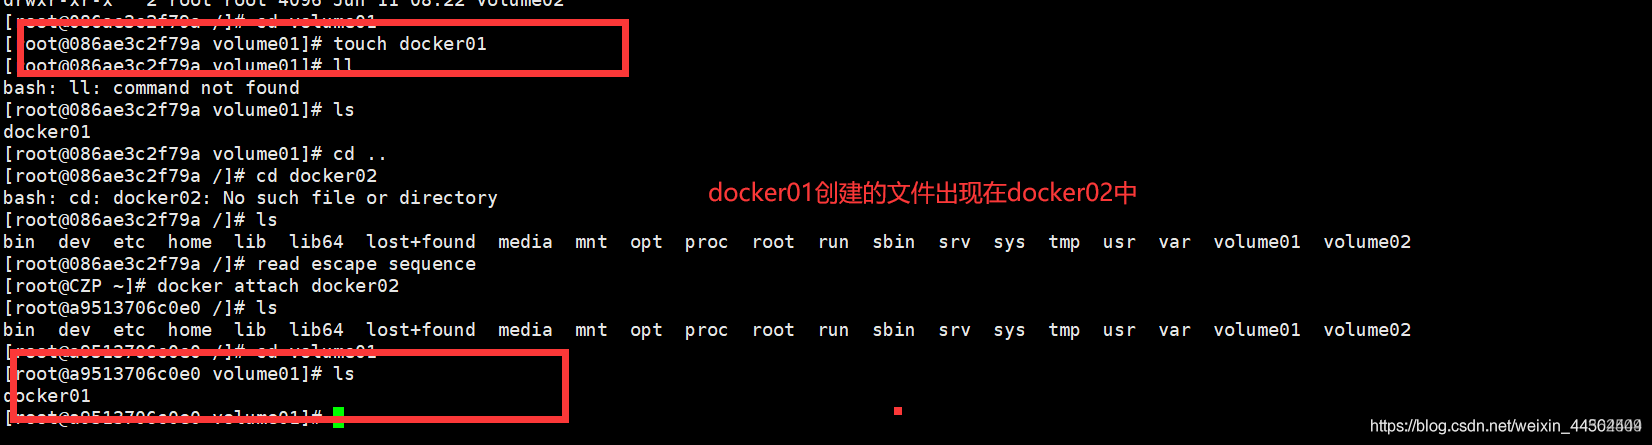 drwxr-xr-x 2 root root 4096 Jun 11 08:22 volume02
[root@086ae3c2f79a /]# cd volume01
[root@086ae3c2f79a volume01]# touch docker01
[root@086ae3c2f79a volume01]# ll
bash: ll: command not found
[root@086ae3c2f79a volume01]# ls
docker01
[root@086ae3c2f79a volume01]# cd ..
[root@086ae3c2f79a /]# cd docker02
bash: cd: docker02: No such file or directory
docker01创建的文件出现在docker02中
[root@086ae3c2f79a /]# ls
bin dev etc home lib lib64 lost+found media mnt opt proc root run sbin srv sys tmp usr var volume01 volume02
[root@086ae3c2f79a /]# read escape sequence
[root@CZP ~]# docker attach docker02
[root@a9513706c0e0 /]# ls
bin dev etc home lib lib64 lost+found media mnt opt proc root run sbin srv sys tmp usr var volume01 volume02
[root@a9513706c0e0 /]# cd volume01
[root@a9513706c0e0 volume01]# ls
docker01
[root@a9513706c0e0 volume01]#